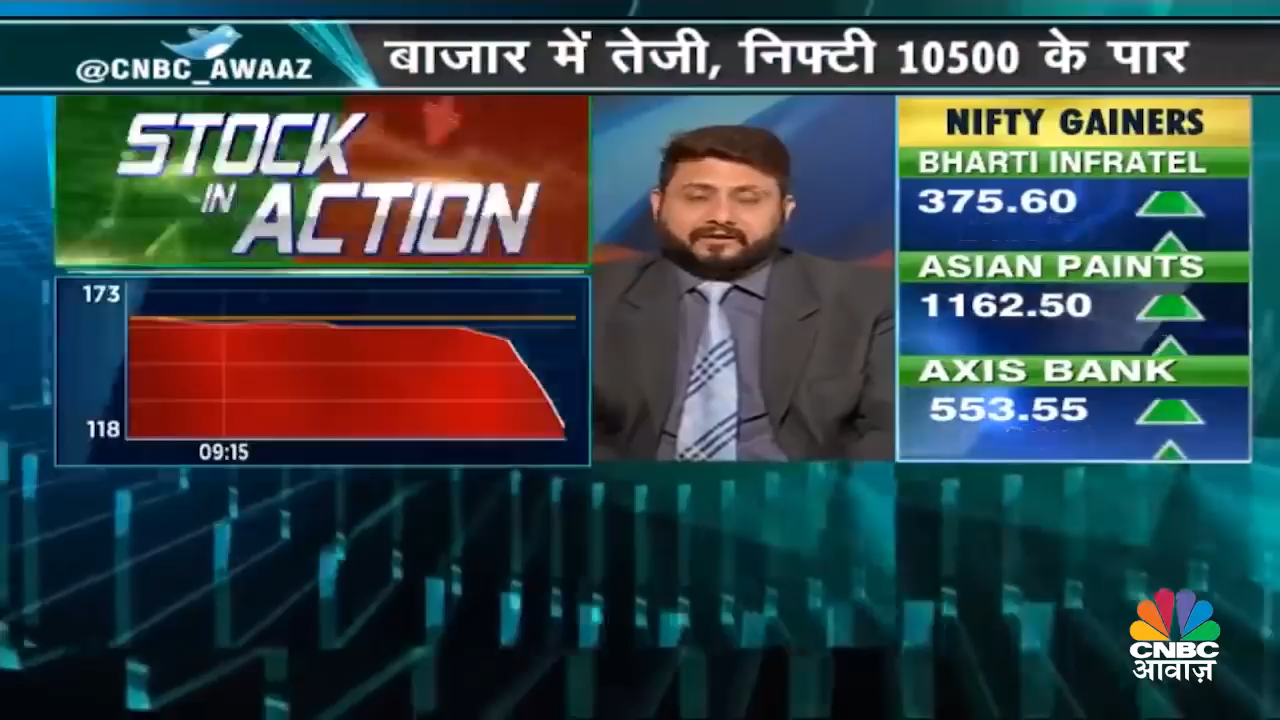 @CNBC_AWAAZ
बाजार में तेजी, निफ्टी 10500 के पार
STOCK
IN ACTION
173
118
09:15
NIFTY GAINERS
BHARTI INFRATEL
375.60
ASIAN PAINTS
1162.50
AXIS BANK
553.55
CNBC
आवाज़